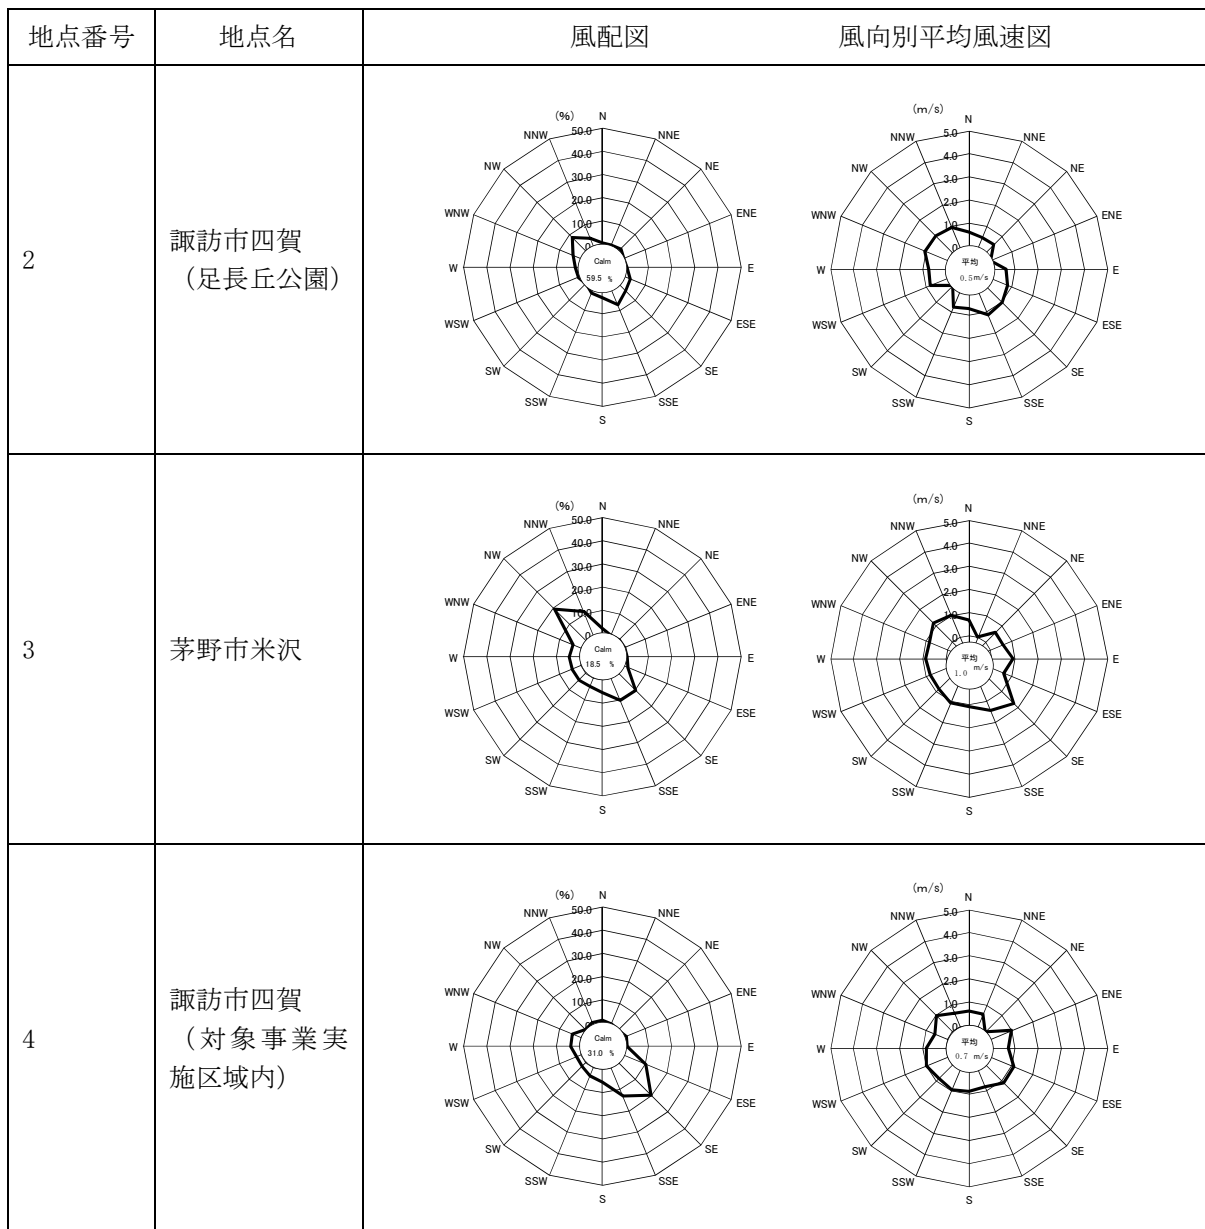 地点番号 地点名 風配図 風向別平均風速図
2
諏訪市四賀
（足長丘公園）
(%) N
NNW 50.0 NNE
40.0
NW 30.0 NE
20.0
WNW 10.0 ENE
0
Calm
W 59.5 % E
WSW ESE
SW SE
SSW SSE
S
(m/s)
N
NNW 5.0 NNE
4.0
NW 3.0 NE
2.0
WNW 1.0 ENE
0
平均
W 0.5 m/s E
WSW ESE
SW SE
SSW SSE
S
3
茅野市米沢
(%) N
NNW 50.0 NNE
40.0
NW 30.0 NE
20.0
WNW 10.0 ENE
0
Calm
W 18.5 % E
WSW ESE
SW SE
SSW SSE
S
(m/s)
N
NNW 5.0 NNE
4.0
NW 3.0 NE
2.0
WNW 1.0 ENE
0
平均
W 1.0 m/s E
WSW ESE
SW SE
SSW SSE
S
4
諏訪市四賀
（対象事業実
施区域内）
(%) N
NNW 50.0 NNE
40.0
NW 30.0 NE
20.0
WNW 10.0 ENE
0
Calm
W 31.0 % E
WSW ESE
SW SE
SSW SSE
S
(m/s)
N
NNW 5.0 NNE
4.0
NW 3.0 NE
2.0
WNW 1.0 ENE
0
平均
W 0.7 m/s E
WSW ESE
SW SE
SSW SSE
S